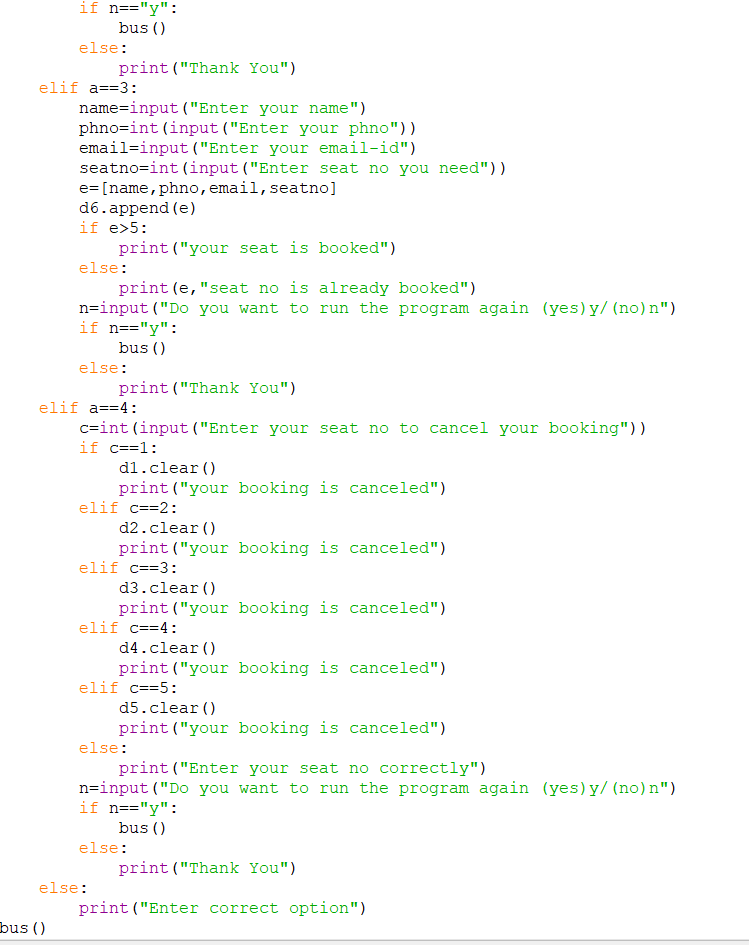 if n=="y":
            bus()
        else:
            print("Thank You")
    elif a==3:
        name=input("Enter your name")
        phno=int(input("Enter your phno"))
        email=input("Enter your email-id")
        seatno=int(input("Enter seat no you need"))
        e=[name,phno,email,seatno]
        d6.append(e)
        if e>5:
            print("your seat is booked")
        else:
            print(e,"seat no is already booked")
        n=input("Do you want to run the program again (yes)y/(no)n")
        if n=="y":
            bus()
        else:
            print("Thank You")
    elif a==4:
        c=int(input("Enter your seat no to cancel your booking"))
        if c==1:
            d1.clear()
            print("your booking is canceled")
        elif c==2:
            d2.clear()
            print("your booking is canceled")
        elif c==3:
            d3.clear()
            print("your booking is canceled")
        elif c==4:
            d4.clear()
            print("your booking is canceled")
        elif c==5:
            d5.clear()
            print("your booking is canceled")
        else:
            print("Enter your seat no correctly")
        n=input("Do you want to run the program again (yes)y/(no)n")
        if n=="y":
            bus()
        else:
            print("Thank You")
    else:
        print("Enter correct option")
bus()